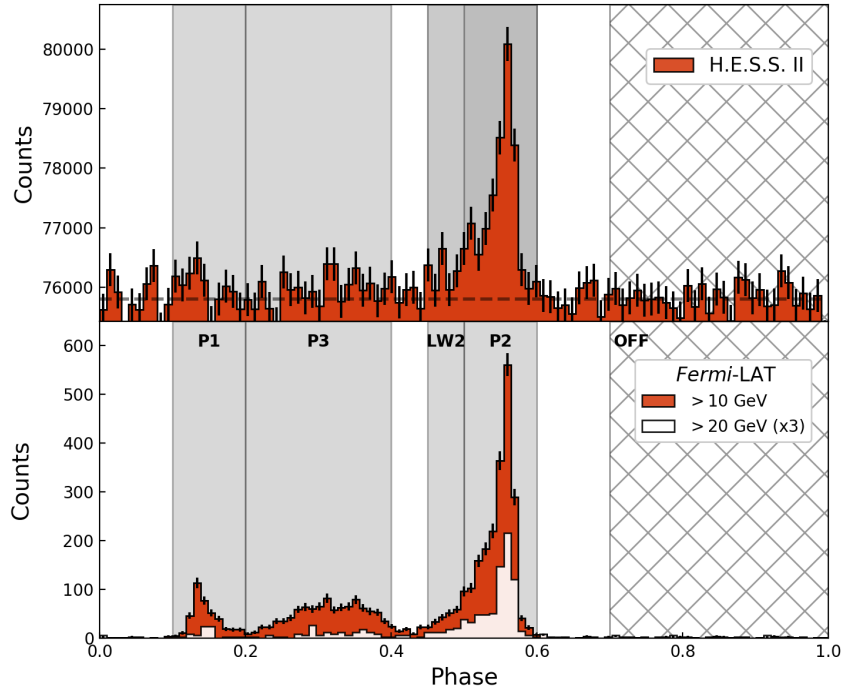 80000
79000
78000
77000
76000
Counts
H.E.S.S. II
P1
P3
LW2
P2
OFF
600
500
400
300
200
100
0
Counts
Fermi-LAT
>10 GeV
>20 GeV (x3)
0.0
0.2
0.4
0.6
0.8
1.0
Phase